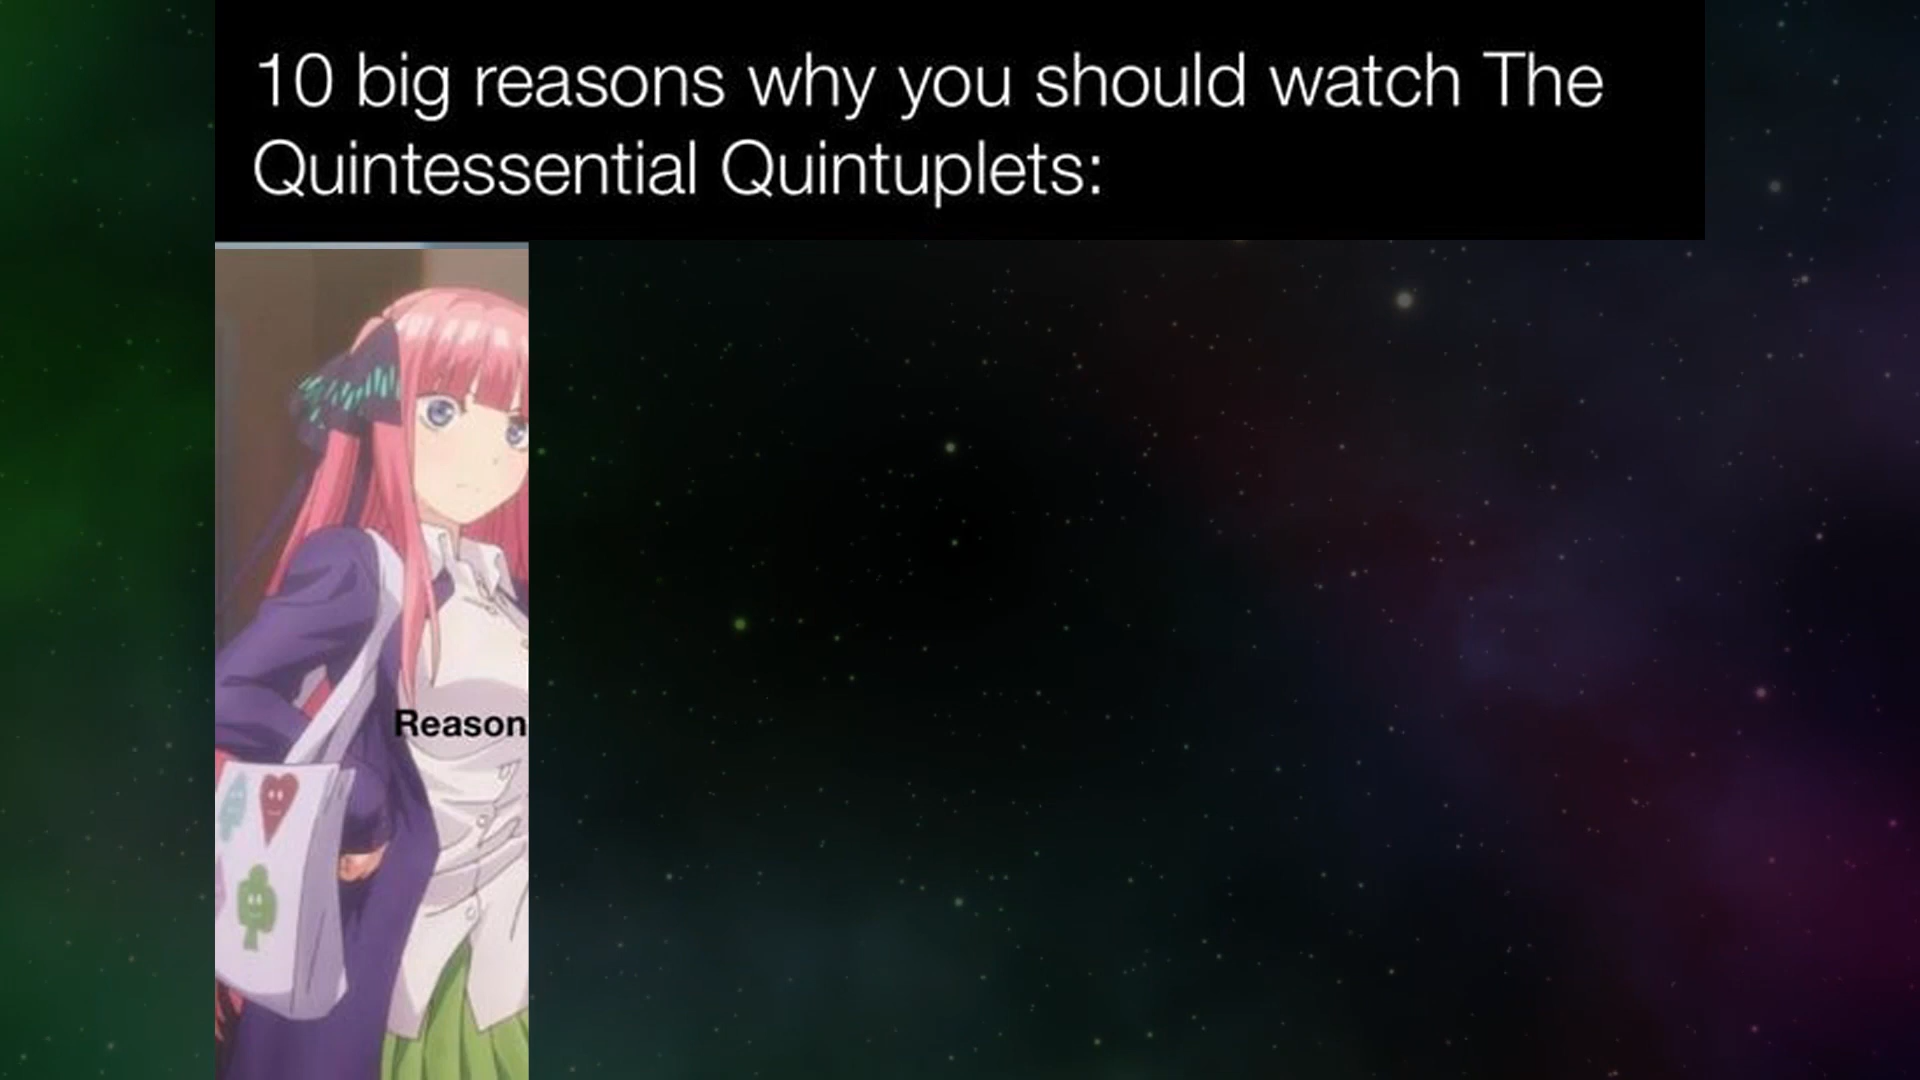 10 big reasons why you should watch The
Quintessential Quintuplets:
Reason